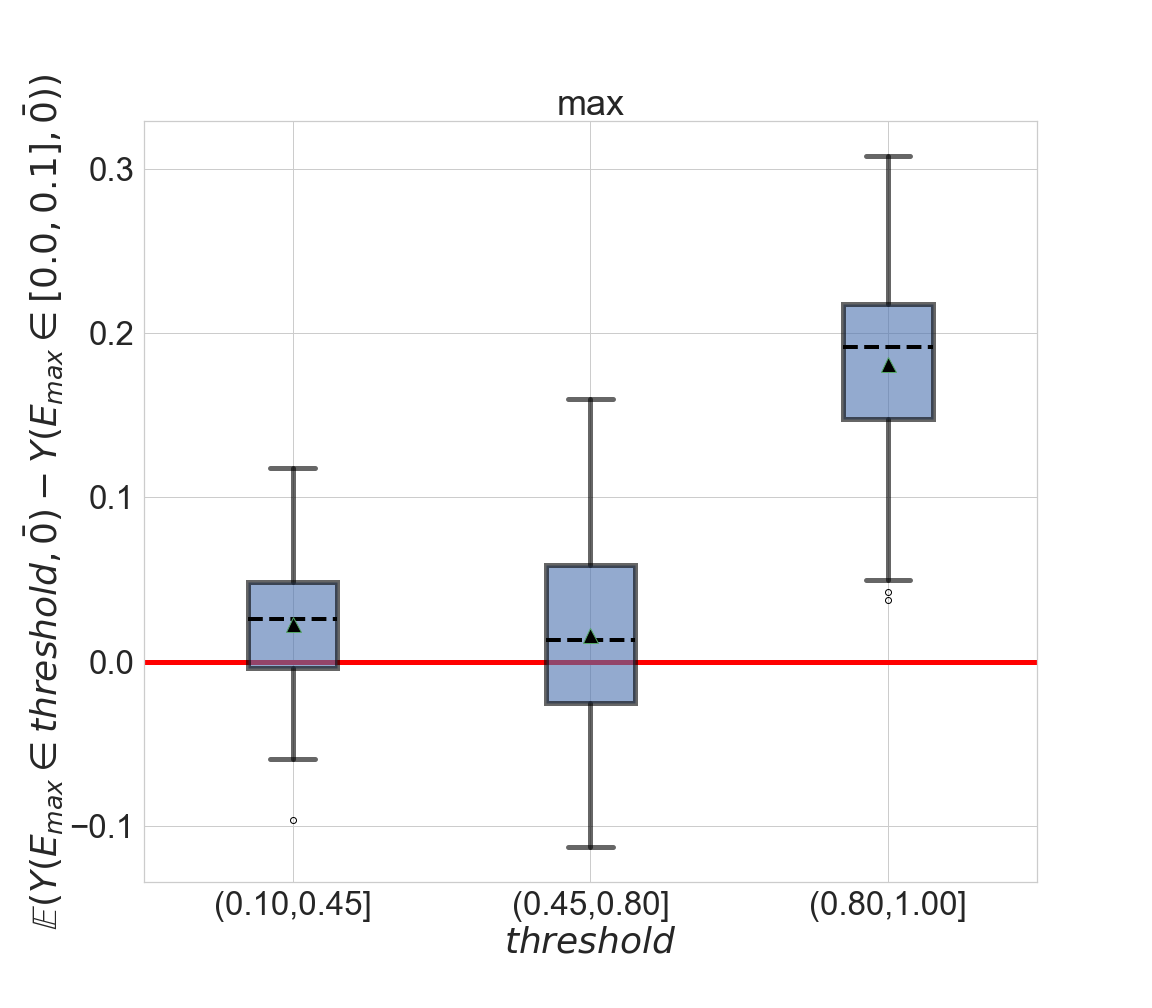 max
𝔼(Y(E_max ∈ threshold, 0̄) − Y(E_max ∈ [0.0, 0.1], 0̄))
0.3
0.2
0.1
0.0
−0.1
(0.10,0.45] (0.45,0.80] (0.80,1.00]
threshold